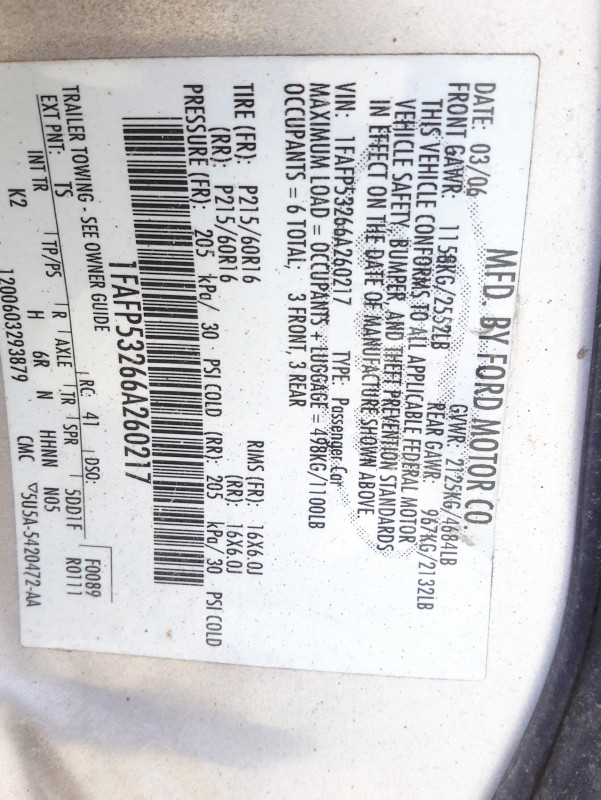 MFD. BY FORD MOTOR CO.
DATE: 03/06 GVWR: 2125KG/4684LB
FRONT GAWR: 1158KG/2552LB REAR GAWR: 967KG/2132LB
THIS VEHICLE CONFORMS TO ALL APPLICABLE FEDERAL MOTOR
VEHICLE SAFETY, BUMPER, AND THEFT PREVENTION STANDARDS
IN EFFECT ON THE DATE OF MANUFACTURE SHOWN ABOVE.
VIN: 1FAFP53266A260217 TYPE: Passenger Car
MAXIMUM LOAD = OCCUPANTS + LUGGAGE = 498KG/1100LB
OCCUPANTS = 6 TOTAL; 3 FRONT, 3 REAR
TIRE (FR): P215/60R16 RIMS (FR): 16X6.0J
(RR): P215/60R16 (RR): 16X6.0J
PRESSURE (FR): 205 kPa/ 30 PSI COLD (RR): 205 kPa/ 30 PSI COLD
1FAFP53266A260217
TRAILER TOWING - SEE OWNER GUIDE
EXT PNT: TS RC: 41 DSO: F0089
5DD1F R0111
INT TR TP/PS R AXLE TR SPR
K2 H 6R N HHNN N05
1200603293879 CMC ▽5U5A-5420472-AA